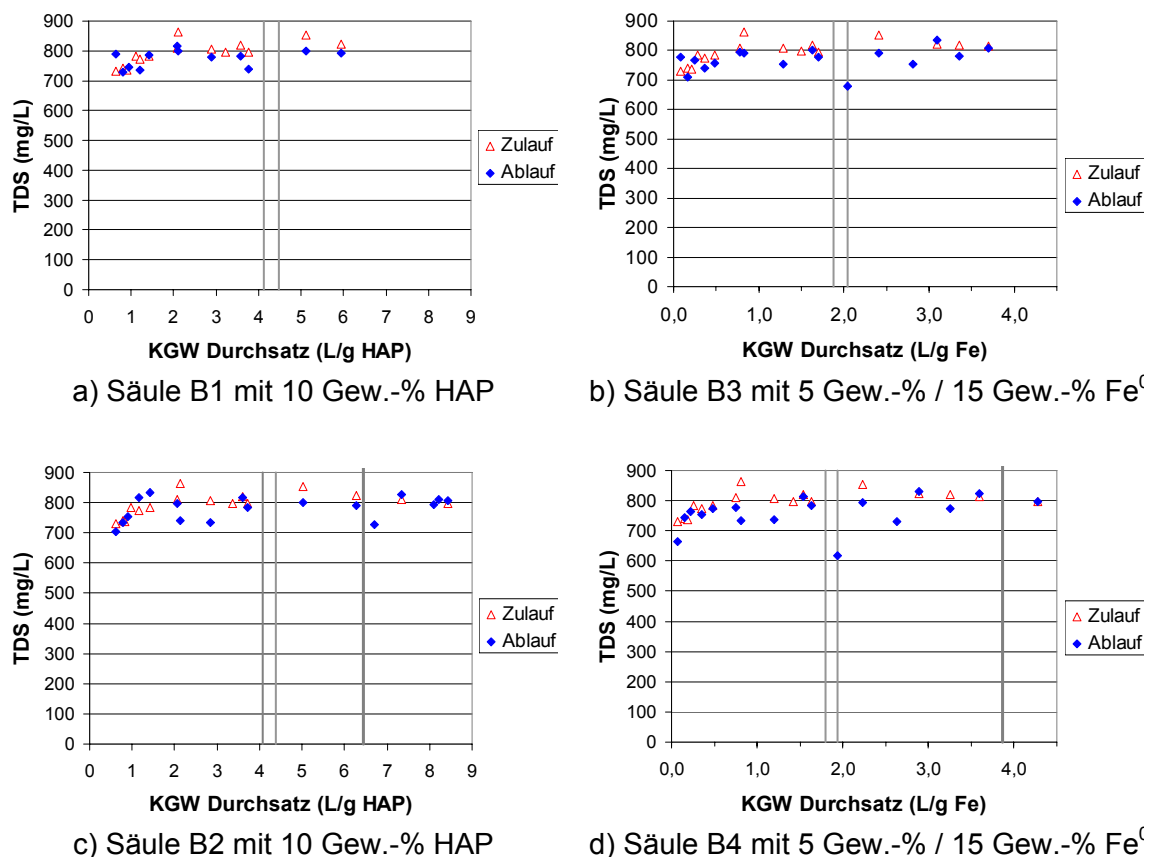 900
800
700
600
500
400
300
200
100
0
TDS (mg/L)
0 1 2 3 4 5 6 7 8 9
KGW Durchsatz (L/g HAP)
Zulauf
Ablauf
a) Säule B1 mit 10 Gew.-% HAP
900
800
700
600
500
400
300
200
100
0
TDS (mg/L)
0,0 1,0 2,0 3,0 4,0
KGW Durchsatz (L/g Fe)
Zulauf
Ablauf
b) Säule B3 mit 5 Gew.-% / 15 Gew.-% Fe⁰
900
800
700
600
500
400
300
200
100
0
TDS (mg/L)
0 1 2 3 4 5 6 7 8 9
KGW Durchsatz (L/g HAP)
Zulauf
Ablauf
c) Säule B2 mit 10 Gew.-% HAP
900
800
700
600
500
400
300
200
100
0
TDS (mg/L)
0,0 1,0 2,0 3,0 4,0
KGW Durchsatz (L/g Fe)
Zulauf
Ablauf
d) Säule B4 mit 5 Gew.-% / 15 Gew.-% Fe⁰